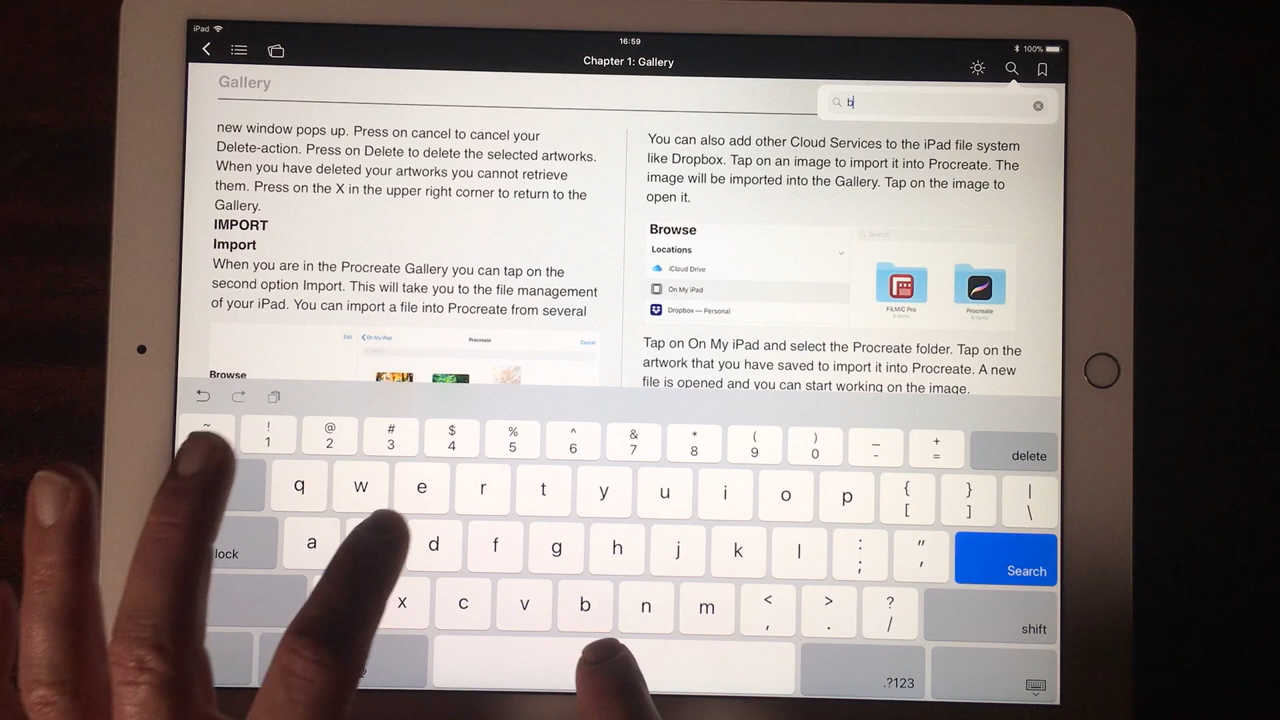 iPad
16:59
100%
Chapter 1: Gallery
Gallery
b
new window pops up. Press on cancel to cancel your
Delete-action. Press on Delete to delete the selected artworks.
When you have deleted your artworks you cannot retrieve
them. Press on the X in the upper right corner to return to the
Gallery.
IMPORT
Import
When you are in the Procreate Gallery you can tap on the
second option Import. This will take you to the file management
of your iPad. You can import a file into Procreate from several
Edit
On My iPad
Procreate
Cancel
Browse
You can also add other Cloud Services to the iPad file system
like Dropbox. Tap on an image to import it into Procreate. The
image will be imported into the Gallery. Tap on the image to
open it.
Browse
Search
Locations
iCloud Drive
On My iPad
Dropbox — Personal
FiLMiC Pro
Procreate
Tap on On My iPad and select the Procreate folder. Tap on the
artwork that you have saved to import it into Procreate. A new
file is opened and you can start working on the image.
~ ! @ # $ % ^ & * ( ) _ +
1 2 3 4 5 6 7 8 9 0 - = delete
q w e r t y u i o p { } |
[ ] \
lock a d f g h j k l : "
; ' Search
x c v b n m < > ?
, . / shift
.?123